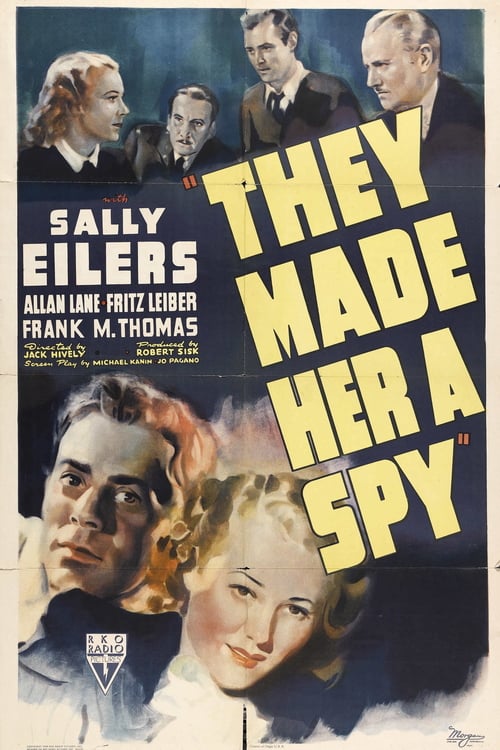 with
SALLY
EILERS
ALLAN LANE · FRITZ LEIBER
FRANK M. THOMAS
Directed by
JACK HIVELY
Produced by
ROBERT SISK
Screen Play by MICHAEL KANIN · JO PAGANO
"THEY
MADE
HER A
SPY"
RKO
RADIO
PICTURES
Morgan